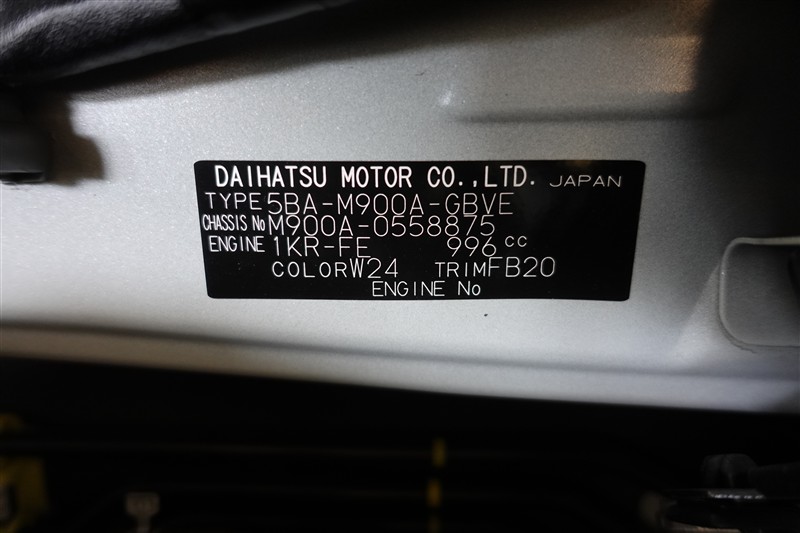 DAIHATSU MOTOR CO.,LTD. JAPAN
TYPE 5BA-M900A-GBVE
CHASSIS No M900A-0558875
ENGINE 1KR-FE 996 cc
COLOR W24 TRIM FB20
ENGINE No